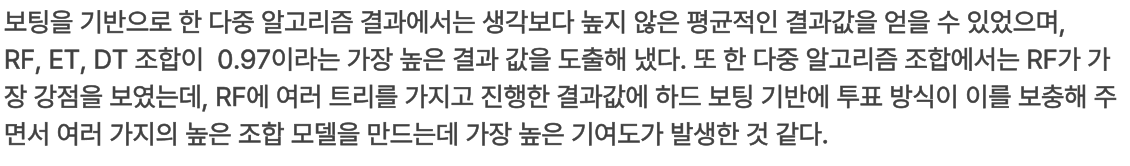 보팅을 기반으로 한 다중 알고리즘 결과에서는 생각보다 높지 않은 평균적인 결과값을 얻을 수 있었으며,
RF, ET, DT 조합이  0.97이라는 가장 높은 결과 값을 도출해 냈다. 또 한 다중 알고리즘 조합에서는 RF가 가
장 강점을 보였는데, RF에 여러 트리를 가지고 진행한 결과값에 하드 보팅 기반에 투표 방식이 이를 보충해 주
면서 여러 가지의 높은 조합 모델을 만드는데 가장 높은 기여도가 발생한 것 같다.